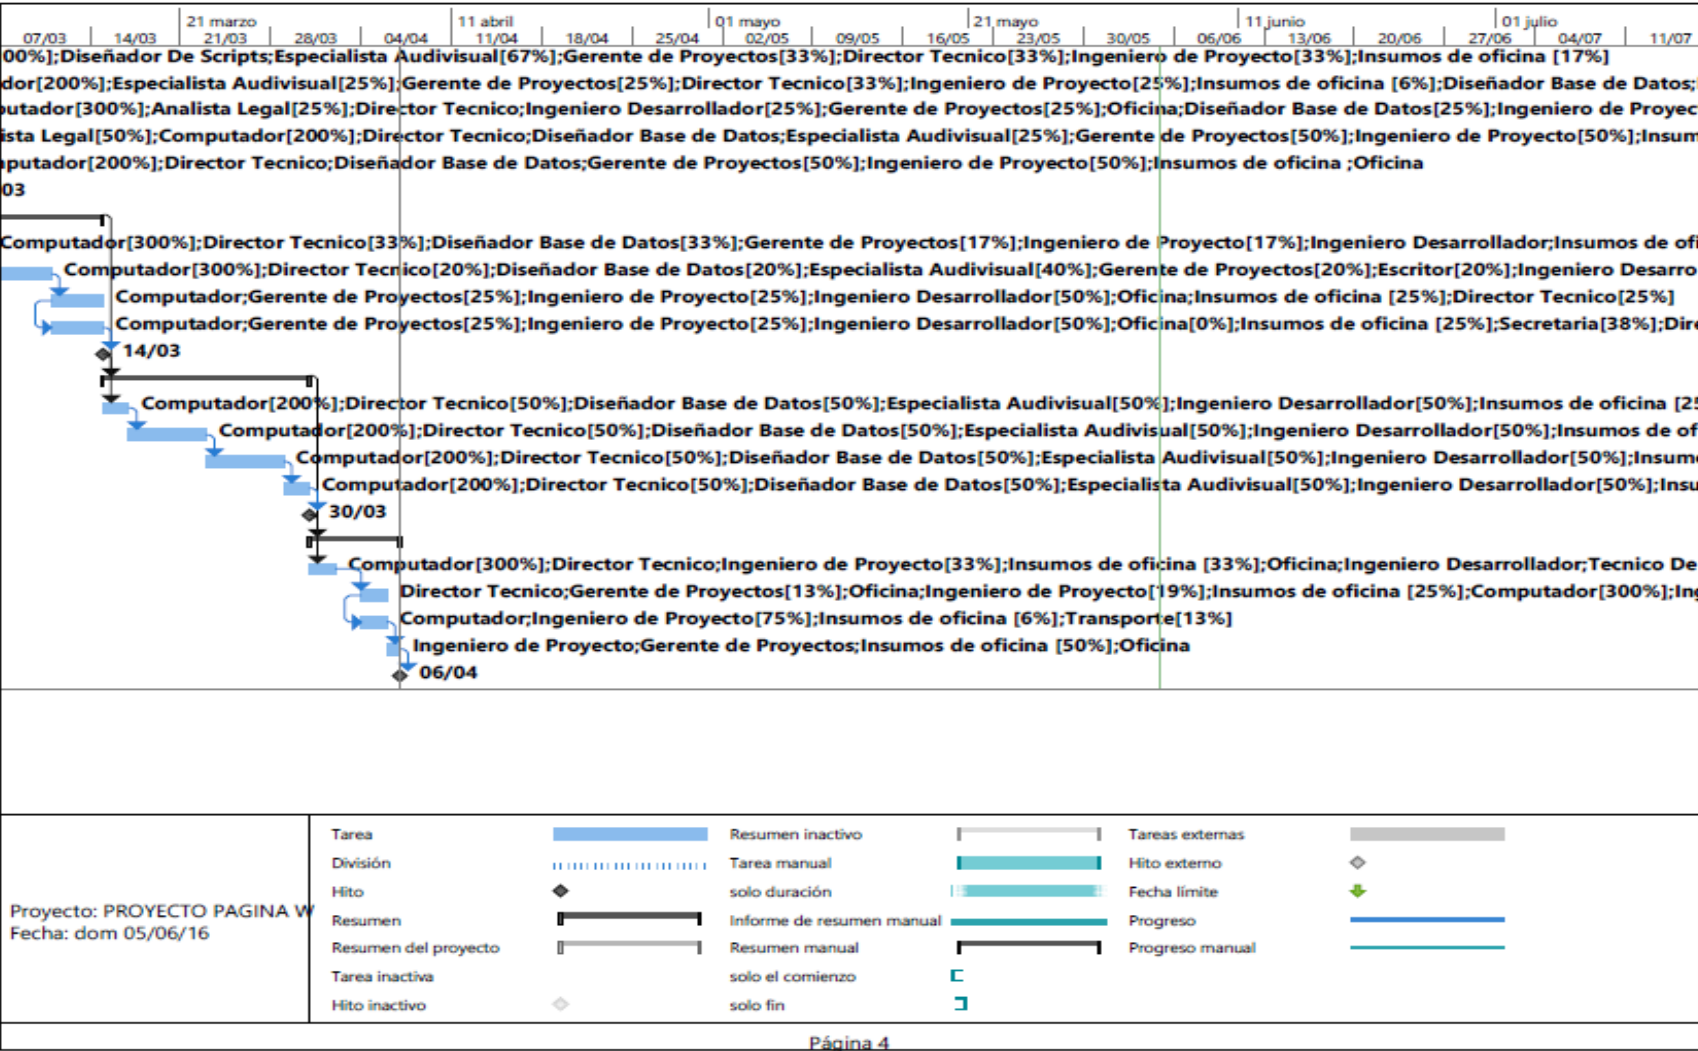 21 marzo 11 abril 01 mayo 21 mayo 11 junio 01 julio
07/03 14/03 21/03 28/03 04/04 11/04 18/04 25/04 02/05 09/05 16/05 23/05 30/05 06/06 13/06 20/06 27/06 04/07 11/07
00%];Diseñador De Scripts;Especialista Audivisual[67%];Gerente de Proyectos[33%];Director Tecnico[33%];Ingeniero de Proyecto[33%];Insumos de oficina [17%]
dor[200%];Especialista Audivisual[25%];Gerente de Proyectos[25%];Director Tecnico[33%];Ingeniero de Proyecto[25%];Insumos de oficina [6%];Diseñador Base de Datos;
putador[300%];Analista Legal[25%];Director Tecnico;Ingeniero Desarrollador[25%];Gerente de Proyectos[25%];Oficina;Diseñador Base de Datos[25%];Ingeniero de Proyec
ista Legal[50%];Computador[200%];Director Tecnico;Diseñador Base de Datos;Especialista Audivisual[25%];Gerente de Proyectos[50%];Ingeniero de Proyecto[50%];Insum
putador[200%];Director Tecnico;Diseñador Base de Datos;Gerente de Proyectos[50%];Ingeniero de Proyecto[50%];Insumos de oficina ;Oficina
03
Computador[300%];Director Tecnico[33%];Diseñador Base de Datos[33%];Gerente de Proyectos[17%];Ingeniero de Proyecto[17%];Ingeniero Desarrollador;Insumos de ofi
Computador[300%];Director Tecnico[20%];Diseñador Base de Datos[20%];Especialista Audivisual[40%];Gerente de Proyectos[20%];Escritor[20%];Ingeniero Desarro
Computador;Gerente de Proyectos[25%];Ingeniero de Proyecto[25%];Ingeniero Desarrollador[50%];Oficina;Insumos de oficina [25%];Director Tecnico[25%]
Computador;Gerente de Proyectos[25%];Ingeniero de Proyecto[25%];Ingeniero Desarrollador[50%];Oficina[0%];Insumos de oficina [25%];Secretaria[38%];Dire
14/03
Computador[200%];Director Tecnico[50%];Diseñador Base de Datos[50%];Especialista Audivisual[50%];Ingeniero Desarrollador[50%];Insumos de oficina [25
Computador[200%];Director Tecnico[50%];Diseñador Base de Datos[50%];Especialista Audivisual[50%];Ingeniero Desarrollador[50%];Insumos de of
Computador[200%];Director Tecnico[50%];Diseñador Base de Datos[50%];Especialista Audivisual[50%];Ingeniero Desarrollador[50%];Insumo
Computador[200%];Director Tecnico[50%];Diseñador Base de Datos[50%];Especialista Audivisual[50%];Ingeniero Desarrollador[50%];Insu
30/03
Computador[300%];Director Tecnico;Ingeniero de Proyecto[33%];Insumos de oficina [33%];Oficina;Ingeniero Desarrollador;Tecnico De
Director Tecnico;Gerente de Proyectos[13%];Oficina;Ingeniero de Proyecto[19%];Insumos de oficina [25%];Computador[300%];Ing
Computador;Ingeniero de Proyecto[75%];Insumos de oficina [6%];Transporte[13%]
Ingeniero de Proyecto;Gerente de Proyectos;Insumos de oficina [50%];Oficina
06/04
Proyecto: PROYECTO PAGINA W
Fecha: dom 05/06/16
Tarea
División
Hito
Resumen
Resumen del proyecto
Tarea inactiva
Hito inactivo
Resumen inactivo
Tarea manual
solo duración
Informe de resumen manual
Resumen manual
solo el comienzo
solo fin
Tareas externas
Hito externo
Fecha límite
Progreso
Progreso manual
Página 4